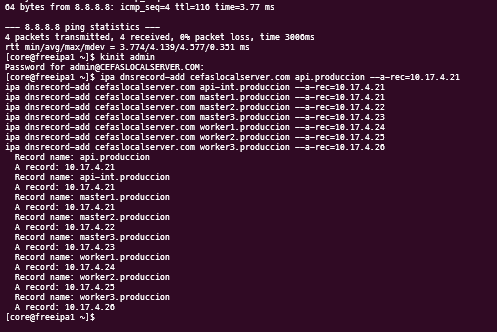 64 bytes from 8.8.8.8: icmp_seq=4 ttl=116 time=3.77 ms
--- 8.8.8.8 ping statistics ---
4 packets transmitted, 4 received, 0% packet loss, time 3006ms
rtt min/avg/max/mdev = 3.774/4.139/4.577/0.351 ms
[core@freeipa1 ~]$ kinit admin
Password for admin@CEFASLOCALSERVER.COM:
[core@freeipa1 ~]$ ipa dnsrecord-add cefaslocalserver.com api.produccion --a-rec=10.17.4.21
ipa dnsrecord-add cefaslocalserver.com api-int.produccion --a-rec=10.17.4.21
ipa dnsrecord-add cefaslocalserver.com master1.produccion --a-rec=10.17.4.21
ipa dnsrecord-add cefaslocalserver.com master2.produccion --a-rec=10.17.4.22
ipa dnsrecord-add cefaslocalserver.com master3.produccion --a-rec=10.17.4.23
ipa dnsrecord-add cefaslocalserver.com worker1.produccion --a-rec=10.17.4.24
ipa dnsrecord-add cefaslocalserver.com worker2.produccion --a-rec=10.17.4.25
ipa dnsrecord-add cefaslocalserver.com worker3.produccion --a-rec=10.17.4.26
Record name: api.produccion
A record: 10.17.4.21
Record name: api-int.produccion
A record: 10.17.4.21
Record name: master1.produccion
A record: 10.17.4.21
Record name: master2.produccion
A record: 10.17.4.22
Record name: master3.produccion
A record: 10.17.4.23
Record name: worker1.produccion
A record: 10.17.4.24
Record name: worker2.produccion
A record: 10.17.4.25
Record name: worker3.produccion
A record: 10.17.4.26
[core@freeipa1 ~]$